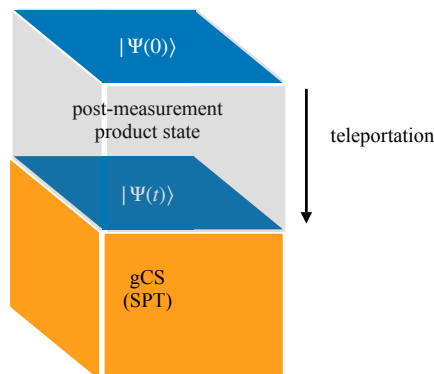 |Ψ(0)⟩
post-measurement
product state
teleportation
|Ψ(t)⟩
gCS
(SPT)